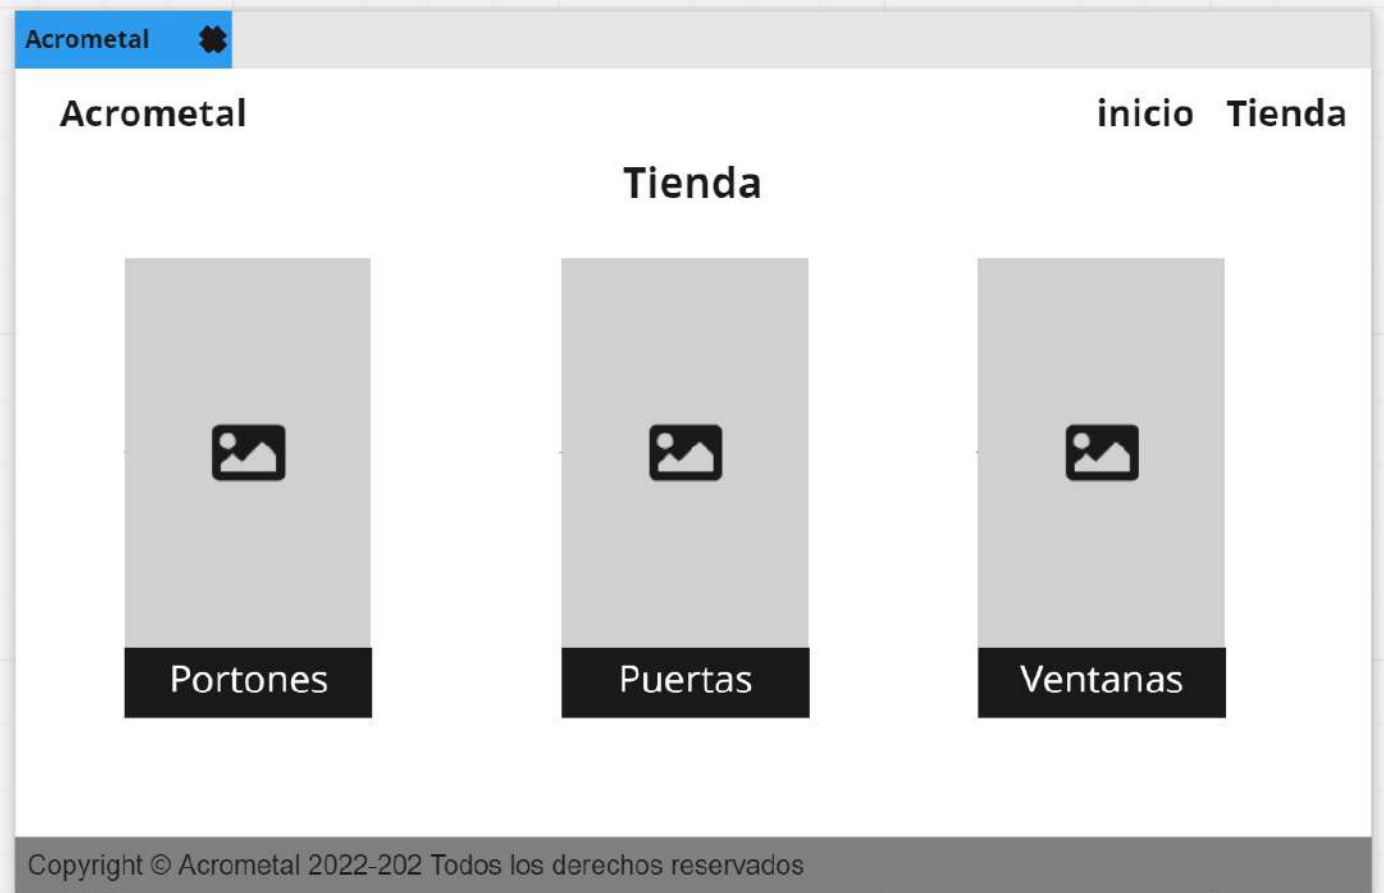 Acrometal
Acrometal inicio Tienda
Tienda
Portones Puertas Ventanas
Copyright © Acrometal 2022-202 Todos los derechos reservados